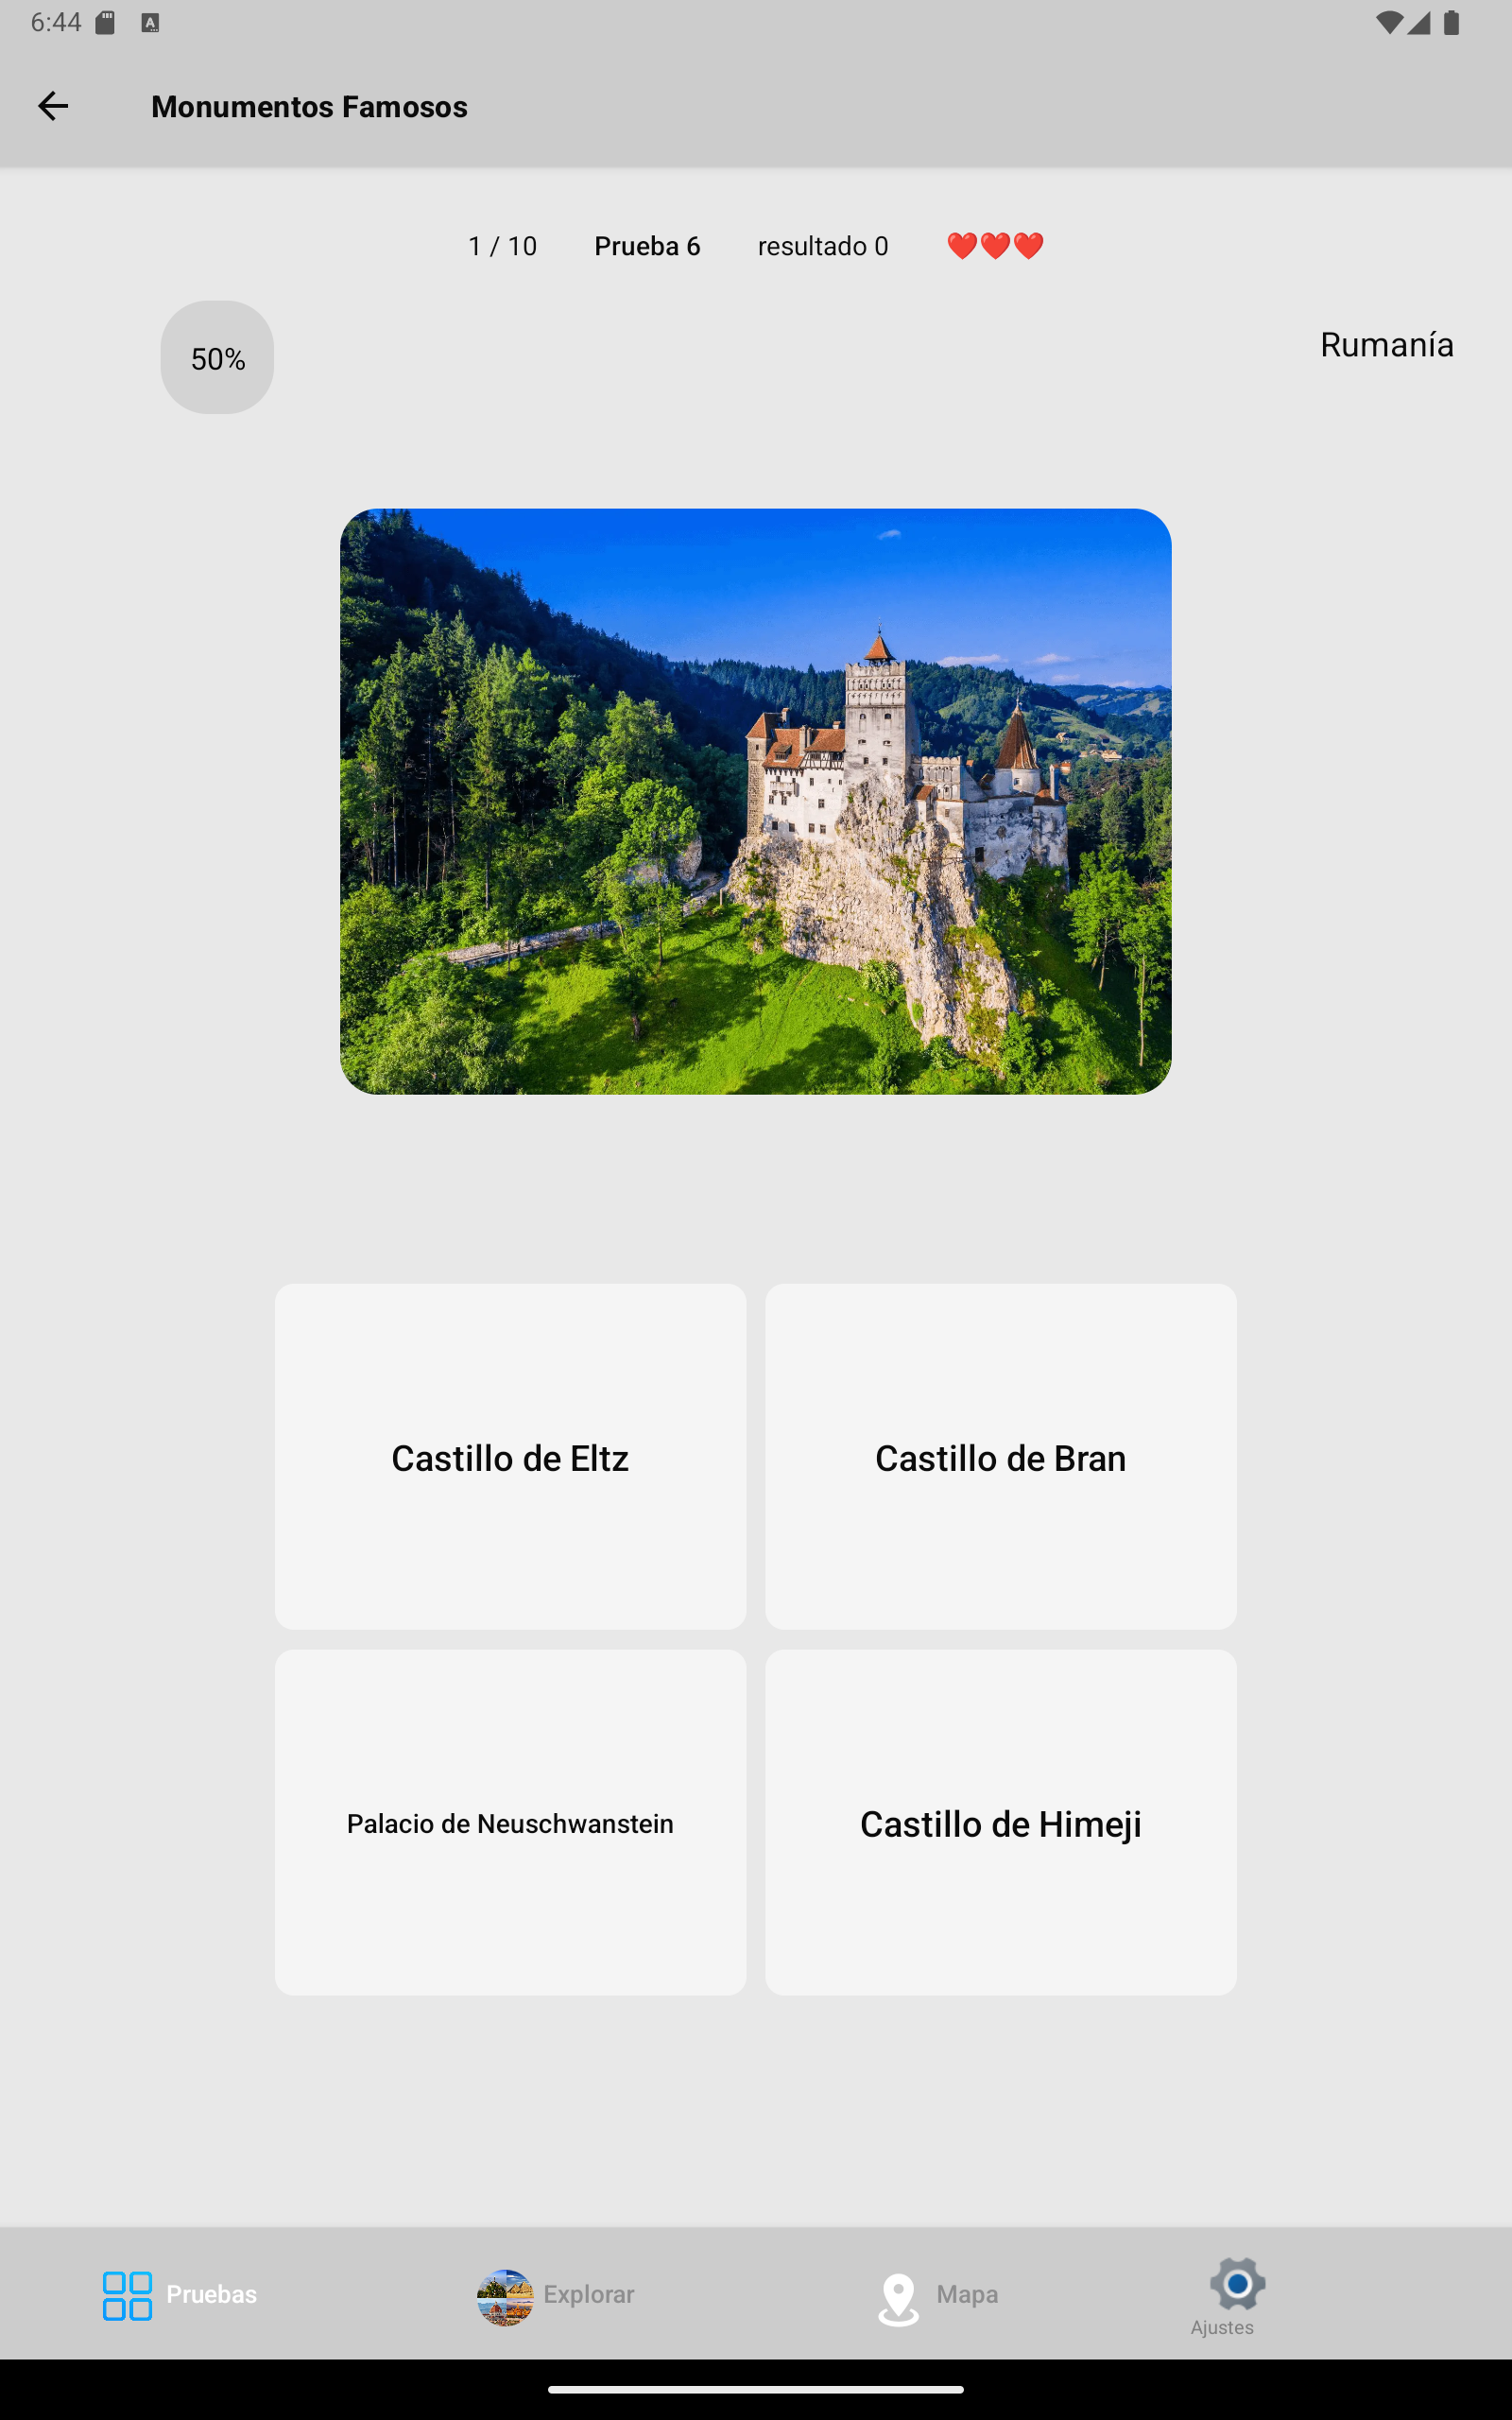 6:44
Monumentos Famosos
1 / 10 Prueba 6 resultado 0
50%
Rumanía
Castillo de Eltz
Castillo de Bran
Palacio de Neuschwanstein
Castillo de Himeji
Pruebas
Explorar
Mapa
Ajustes